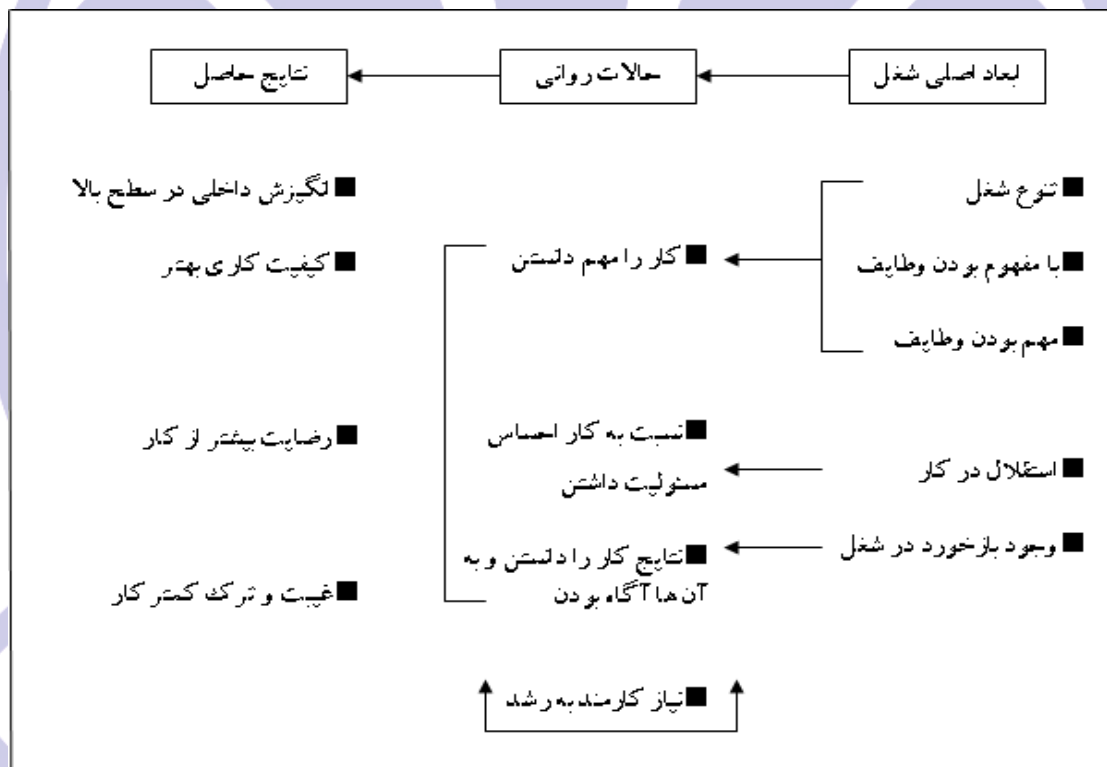 ابعاد اصلی شغل
حالات روانی
نتایج حاصل
تنوع شغل
با مفهوم بودن وظایف
مهم بودن وظایف
استقلال در کار
وجود بازخورد در شغل
کار را مهم دانستن
نسبت به کار احساس
مسئولیت داشتن
نتایج کار را دانستن و به
آن ها آگاه بودن
نیاز کارمند به رشد
انگیزش داخلی در سطح بالا
کیفیت کاری بهتر
رضایت بیشتر از کار
غیبت و ترک کمتر کار